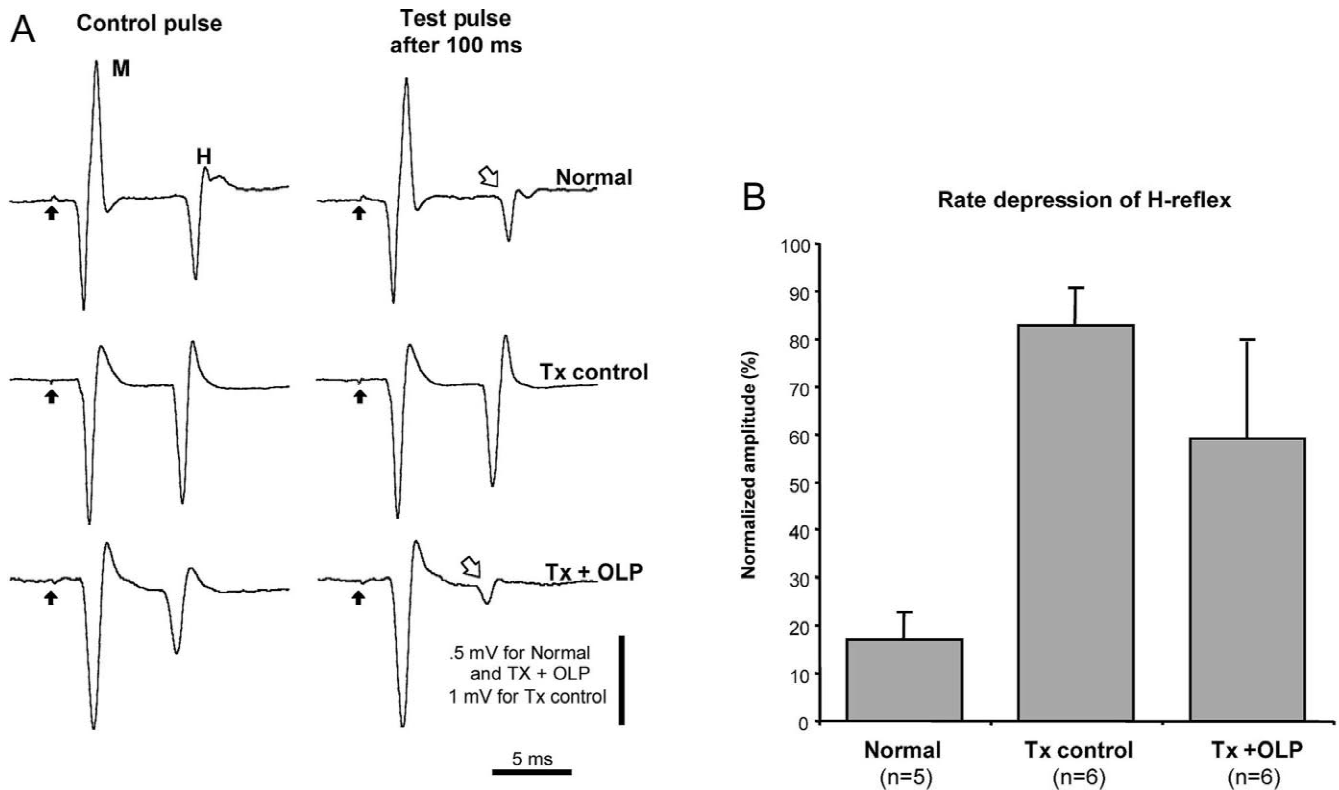 A
Control pulse
Test pulse
after 100 ms
M
H
Normal
Tx control
Tx + OLP
.5 mV for Normal
and TX + OLP
1 mV for Tx control
5 ms
B
Rate depression of H-reflex
Normalized amplitude (%)
100
90
80
70
60
50
40
30
20
10
0
Normal
(n=5)
Tx control
(n=6)
Tx +OLP
(n=6)